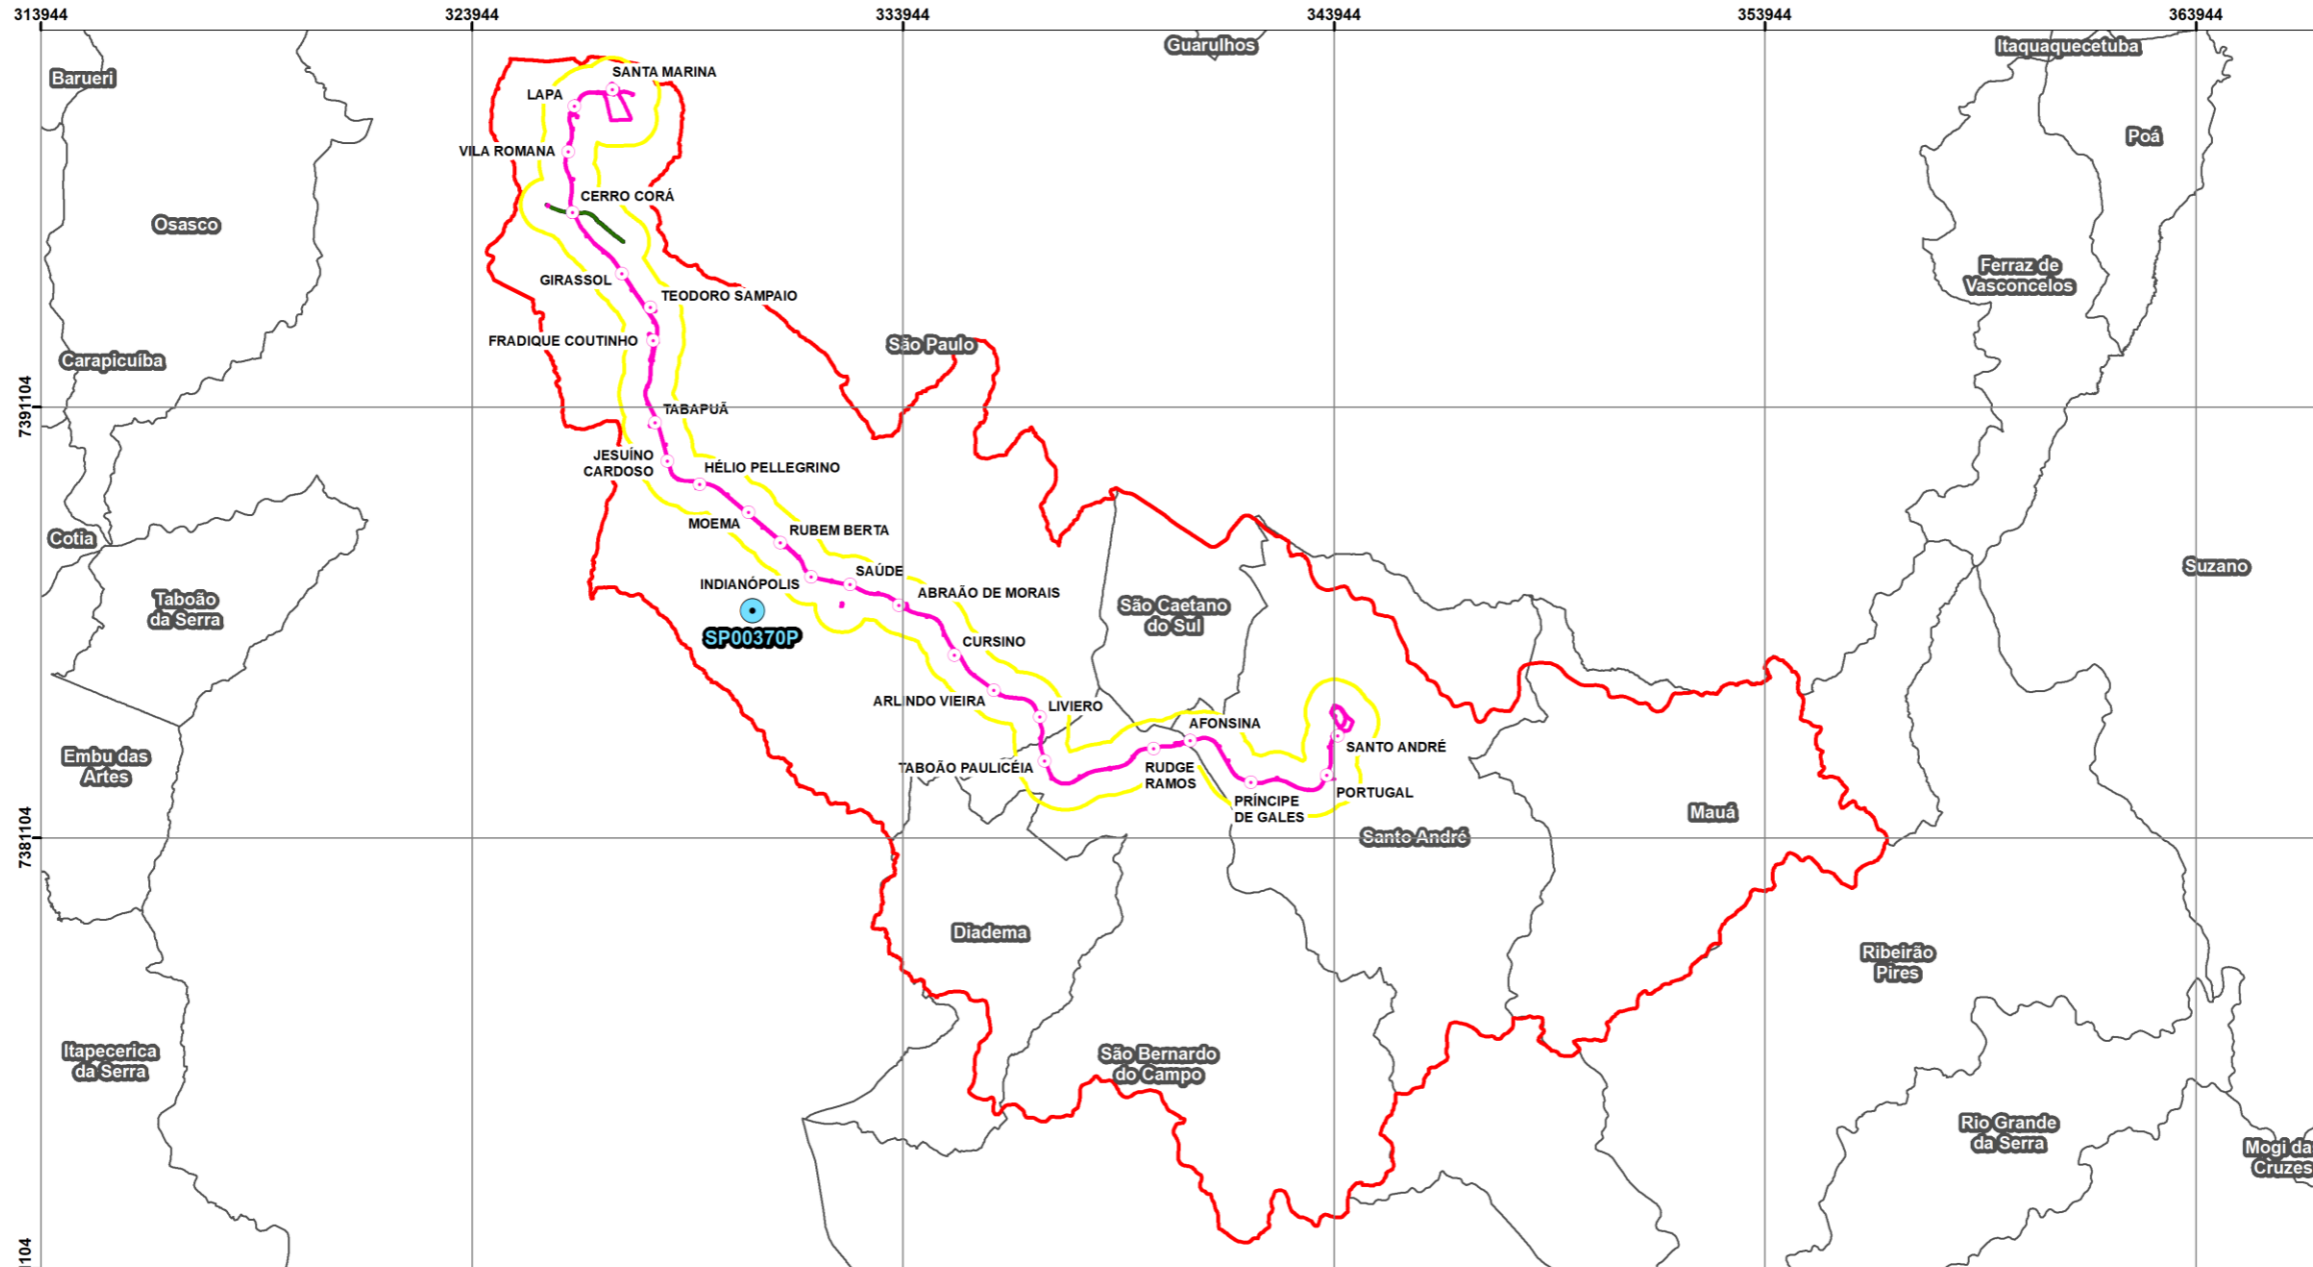 313944
323944
333944
343944
353944
363944
Guarulhos
Itaquaquecetuba
Barueri
SANTA MARINA
LAPA
Poá
VILA ROMANA
CERRO CORÁ
Osasco
Ferraz de
Vasconcelos
GIRASSOL
TEODORO SAMPAIO
FRADIQUE COUTINHO
São Paulo
Carapicuíba
7391104
TABAPUÃ
JESUÍNO
CARDOSO
HÉLIO PELLEGRINO
MOEMA
RUBEM BERTA
Cotia
Suzano
SAÚDE
INDIANÓPOLIS
ABRAÃO DE MORAIS
Taboão
da Serra
São Caetano
do Sul
SP00370P
CURSINO
ARLINDO VIEIRA
LIVIERO
AFONSINA
SANTO ANDRÉ
Embu das
Artes
TABOÃO PAULICÉIA
RUDGE
RAMOS
PRÍNCIPE
DE GALES
PORTUGAL
Mauá
Santo André
7381104
Diadema
Ribeirão
Pires
Itapecerica
da Serra
São Bernardo
do Campo
Rio Grande
da Serra
Mogi da
Cruzes
1104